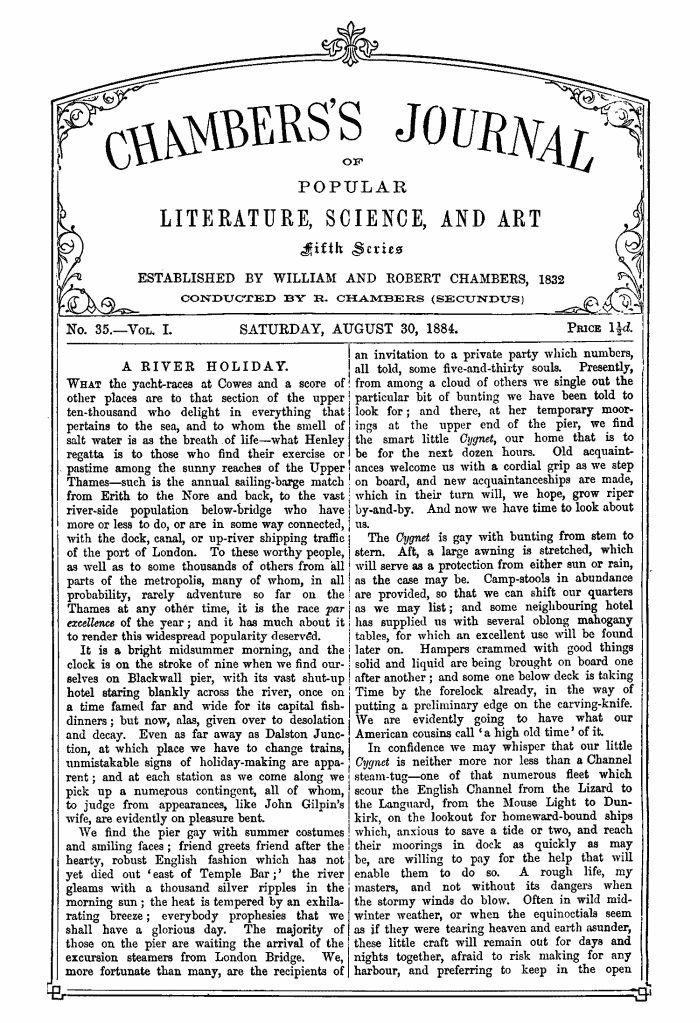 CHAMBERS'S JOURNAL
OF
POPULAR
LITERATURE, SCIENCE, AND ART
Fifth Series
ESTABLISHED BY WILLIAM AND ROBERT CHAMBERS, 1832
CONDUCTED BY R. CHAMBERS (SECUNDUS)
No. 35.—VOL. I.
SATURDAY, AUGUST 30, 1884.
PRICE 1½d.
A RIVER HOLIDAY.
WHAT the yacht-races at Cowes and a score of
other places are to that section of the upper
ten-thousand who delight in everything that
pertains to the sea, and to whom the smell of
salt water is as the breath of life—what Henley
regatta is to those who find their exercise or
pastime among the sunny reaches of the Upper
Thames—such is the annual sailing-barge match
from Erith to the Nore and back, to the vast
river-side population below-bridge who have
more or less to do, or are in some way connected,
with the dock, canal, or up-river shipping traffic
of the port of London. To these worthy people,
as well as to some thousands of others from all
parts of the metropolis, many of whom, in all
probability, rarely adventure so far on the
Thames at any other time, it is the race par
excellence of the year; and it has much about it
to render this widespread popularity deserved.
It is a bright midsummer morning, and the
clock is on the stroke of nine when we find our-
selves on Blackwall pier, with its vast shut-up
hotel staring blankly across the river, once on
a time famed far and wide for its capital fish-
dinners; but now, alas, given over to desolation
and decay. Even as far away as Dalston Junc-
tion, at which place we have to change trains,
unmistakable signs of holiday-making are appa-
rent; and at each station as we come along we
pick up a numerous contingent, all of whom,
to judge from appearances, like John Gilpin's
wife, are evidently on pleasure bent.
We find the pier gay with summer costumes
and smiling faces; friend greets friend after the
hearty, robust English fashion which has not
yet died out 'east of Temple Bar;' the river
gleams with a thousand silver ripples in the
morning sun; the heat is tempered by an exhila-
rating breeze; everybody prophesies that we
shall have a glorious day. The majority of
those on the pier are waiting the arrival of the
excursion steamers from London Bridge. We,
more fortunate than many, are the recipients of
an invitation to a private party which numbers,
all told, some five-and-thirty souls. Presently,
from among a cloud of others we single out the
particular bit of bunting we have been told to
look for; and there, at her temporary moor-
ings at the upper end of the pier, we find
the smart little Cygnet, our home that is to
be for the next dozen hours. Old acquaint-
ances welcome us with a cordial grip as we step
on board, and new acquaintanceships are made,
which in their turn will, we hope, grow riper
by-and-by. And now we have time to look about
us.
The Cygnet is gay with bunting from stem to
stern. Aft, a large awning is stretched, which
will serve as a protection from either sun or rain,
as the case may be. Camp-stools in abundance
are provided, so that we can shift our quarters
as we may list; and some neighbouring hotel
has supplied us with several oblong mahogany
tables, for which an excellent use will be found
later on. Hampers crammed with good things
solid and liquid are being brought on board one
after another; and some one below deck is taking
Time by the forelock already, in the way of
putting a preliminary edge on the carving-knife.
We are evidently going to have what our
American cousins call 'a high old time' of it.
In confidence we may whisper that our little
Cygnet is neither more nor less than a Channel
steam-tug—one of that numerous fleet which
scour the English Channel from the Lizard to
the Languard, from the Mouse Light to Dun-
kirk, on the lookout for homeward-bound ships
which, anxious to save a tide or two, and reach
their moorings in dock as quickly as may
be, are willing to pay for the help that will
enable them to do so. A rough life, my
masters, and not without its dangers when
the stormy winds do blow. Often in wild mid-
winter weather, or when the equinoctials seem
as if they were tearing heaven and earth asunder,
these little craft will remain out for days and
nights together, afraid to risk making for any
harbour, and preferring to keep in the open